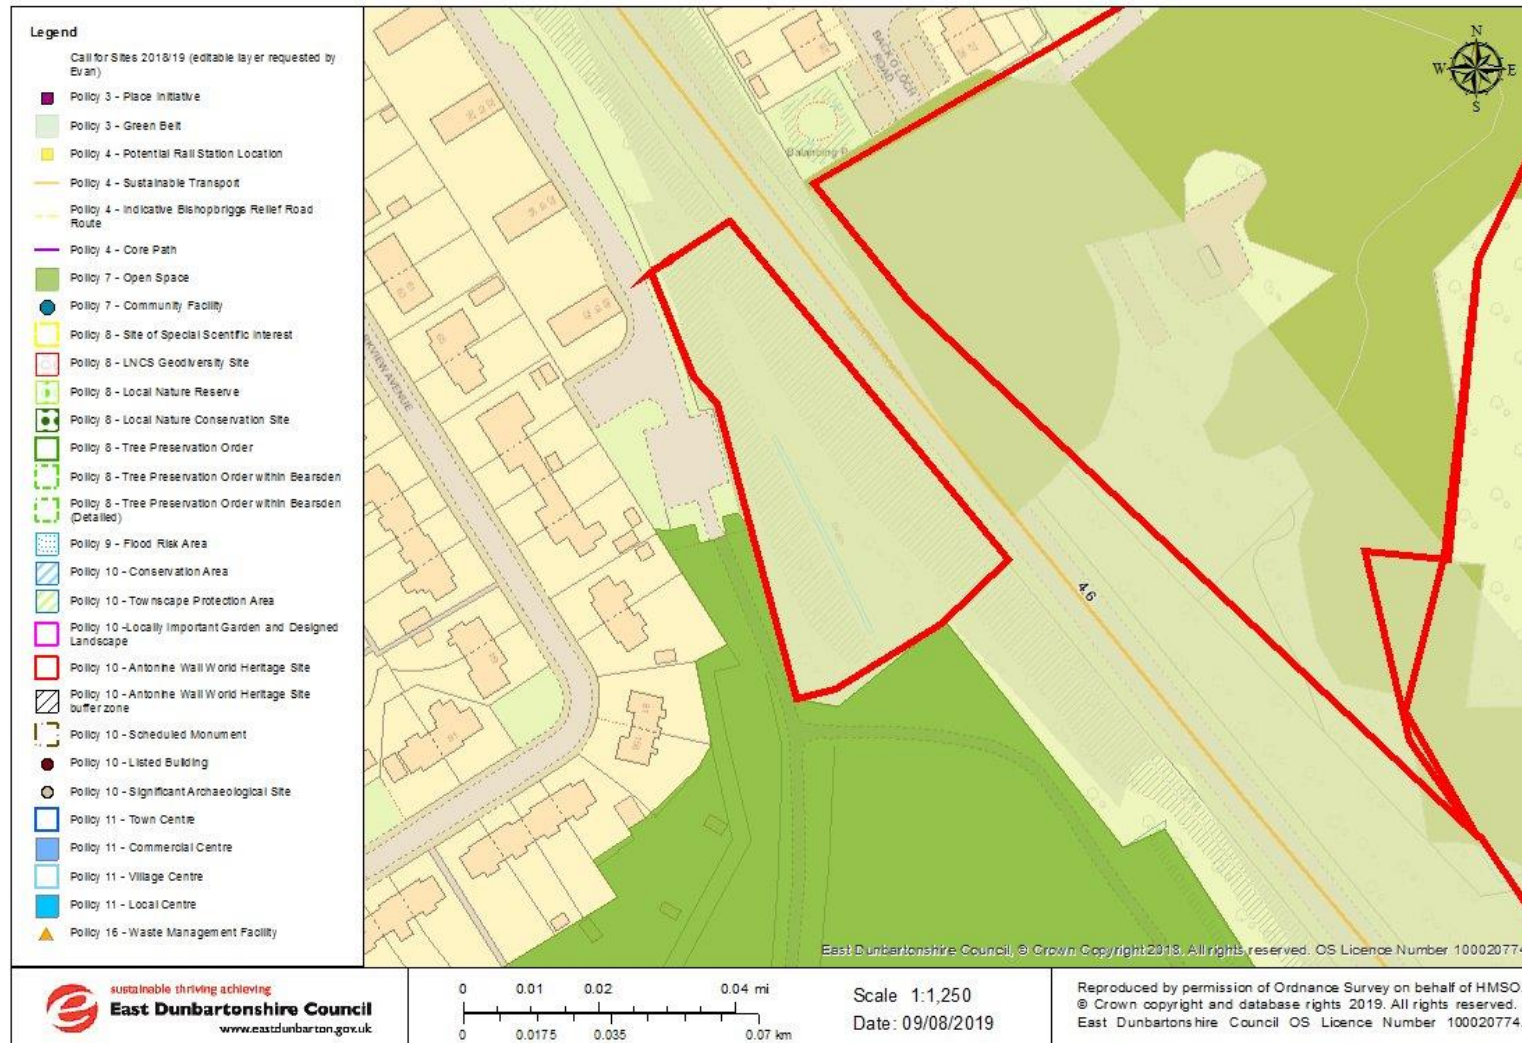 Legend
Call for Sites 2018/19 (editable layer requested by
Evan)
Policy 3 - Place Initiative
Policy 3 - Green Belt
Policy 4 - Potential Rail Station Location
Policy 4 - Sustainable Transport
Policy 4 - Indicative Bishopbriggs Relief Road
Route
Policy 4 - Core Path
Policy 7 - Open Space
Policy 7 - Community Facility
Policy 8 - Site of Special Scientific Interest
Policy 8 - LNCS Geodiversity Site
Policy 8 - Local Nature Reserve
Policy 8 - Local Nature Conservation Site
Policy 8 - Tree Preservation Order
Policy 8 - Tree Preservation Order within Bearsden
Policy 8 - Tree Preservation Order within Bearsden
(Detailed)
Policy 9 - Flood Risk Area
Policy 10 - Conservation Area
Policy 10 - Townscape Protection Area
Policy 10 -Locally Important Garden and Designed
Landscape
Policy 10 - Antonine Wall World Heritage Site
Policy 10 - Antonine Wall World Heritage Site
buffer zone
Policy 10 - Scheduled Monument
Policy 10 - Listed Building
Policy 10 - Significant Archaeological Site
Policy 11 - Town Centre
Policy 11 - Commercial Centre
Policy 11 - Village Centre
Policy 11 - Local Centre
Policy 16 - Waste Management Facility
BACK O'LOCH
ROAD
N
W E
S
Balancing P
RKVIEW AVENUE
4.6
East Dunbartonshire Council, © Crown Copyright 2018. All rights reserved. OS Licence Number 100020774
sustainable thriving achieving
East Dunbartonshire Council
www.eastdunbarton.gov.uk
0 0.01 0.02 0.04 mi
0 0.0175 0.035 0.07 km
Scale 1:1,250
Date: 09/08/2019
Reproduced by permission of Ordnance Survey on behalf of HMSO.
© Crown copyright and database rights 2019. All rights reserved.
East Dunbartonshire Council OS Licence Number 100020774.